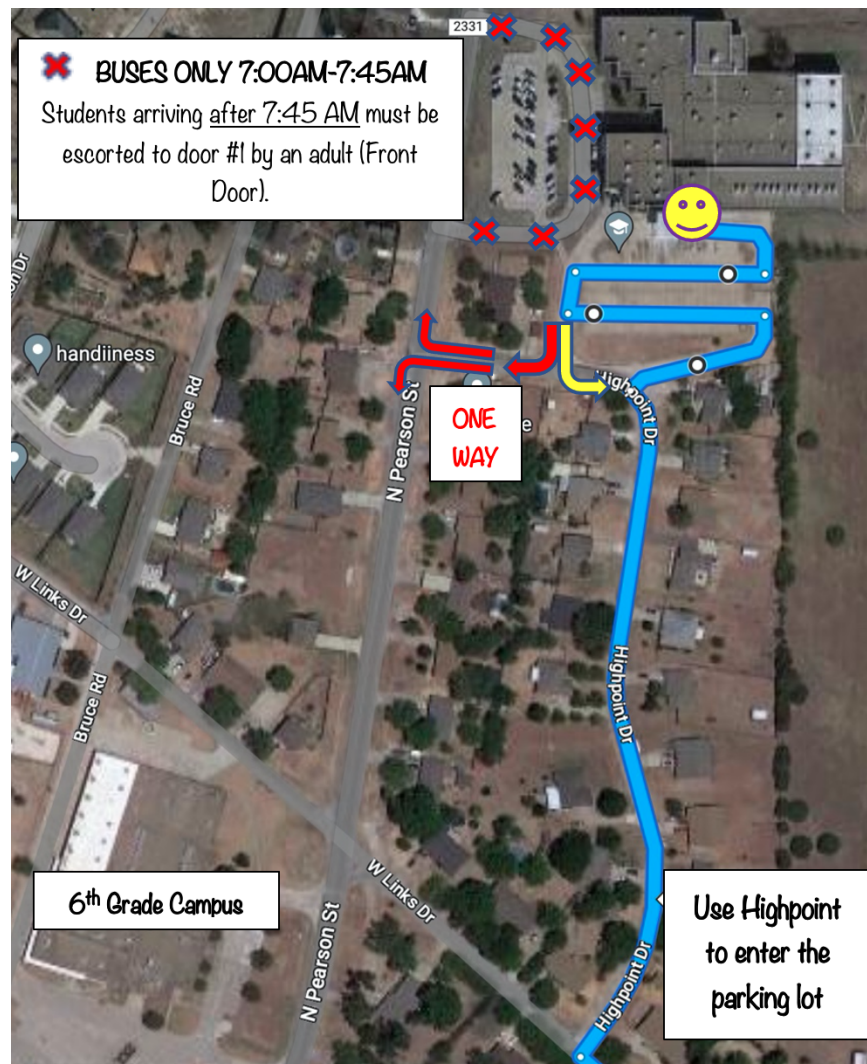 2331
BUSES ONLY 7:00AM-7:45AM
Students arriving after 7:45 AM must be
escorted to door #1 by an adult (Front
Door).
handiiness
Bruce Rd
N Pearson St
ONE
WAY
Highpoint Dr
W Links Dr
Bruce Rd
Highpoint Dr
6th Grade Campus
W Links Dr
N Pearson St
Highpoint Dr
Use Highpoint
to enter the
parking lot